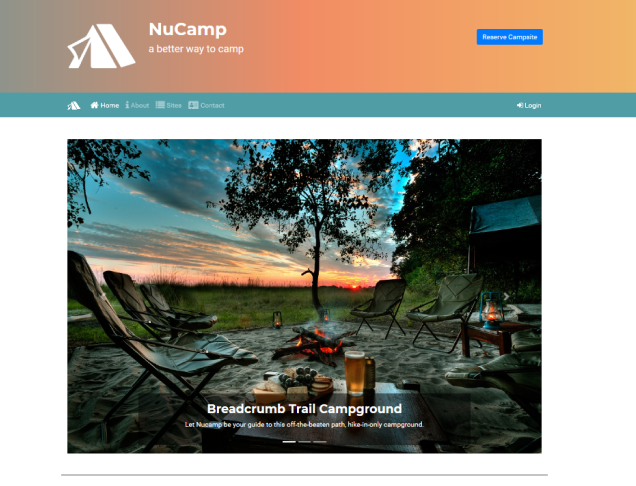 NuCamp
a better way to camp
Reserve Campsite
Home About Sites Contact
Login
Breadcrumb Trail Campground
Let Nucamp be your guide to this off-the-beaten path, hike-in-only campground.